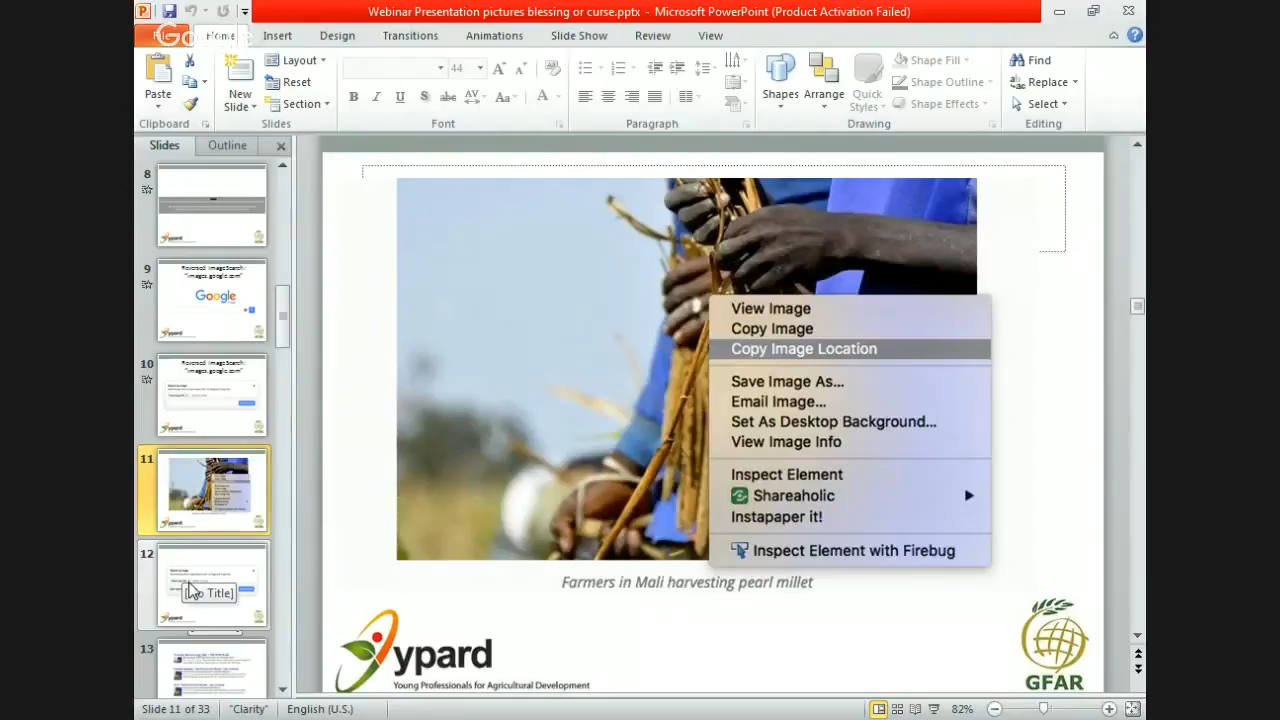 Webinar Presentation pictures blessing or curse.pptx - Microsoft PowerPoint (Product Activation Failed)
Google
File Home Insert Design Transitions Animations Slide Show Review View
Paste
New Slide
Layout
Reset
Section
44
Shapes Arrange Quick Styles
Shape Fill
Shape Outline
Shape Effects
Find
Replace
Select
Clipboard Slides Font Paragraph Drawing Editing
Slides Outline
8
9
Google
10
11
12
13
View Image
Copy Image
Copy Image Location
Save Image As...
Email Image...
Set As Desktop Background...
View Image Info
Inspect Element
Shareaholic
Instapaper it!
Inspect Element with Firebug
Farmers in Mali harvesting pearl millet
ypard
Young Professionals for Agricultural Development
GFAR
Slide 11 of 33 "Clarity" English (U.S.) 82%